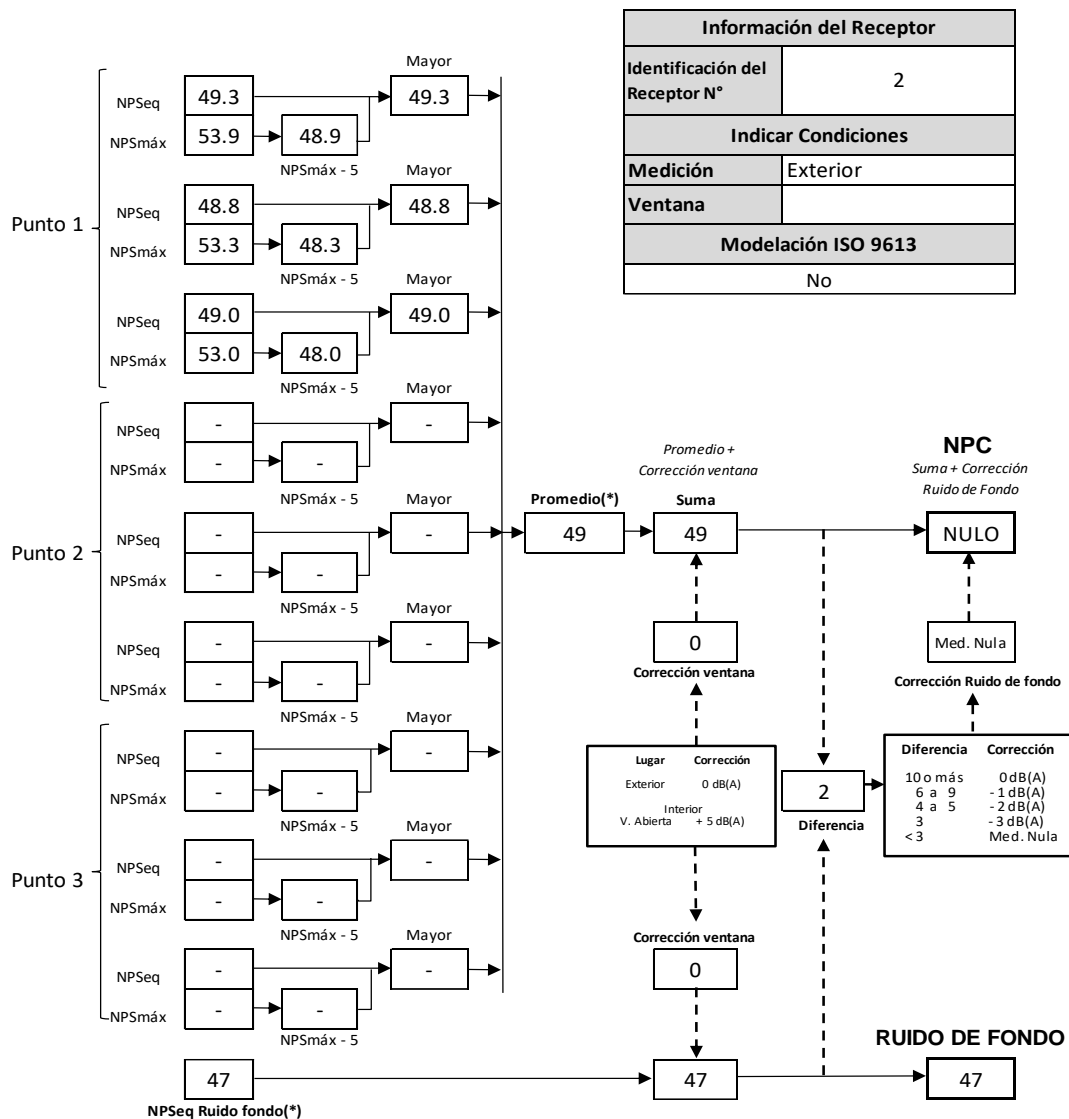 Información del Receptor
Identificación del
Receptor N°
2
Indicar Condiciones
Medición Exterior
Ventana
Modelación ISO 9613
No
Punto 1
Mayor
NPSeq 49.3 49.3
NPSmáx 53.9 48.9
NPSmáx - 5
Mayor
NPSeq 48.8 48.8
NPSmáx 53.3 48.3
NPSmáx - 5
Mayor
NPSeq 49.0 49.0
NPSmáx 53.0 48.0
NPSmáx - 5
Punto 2
Mayor
NPSeq - -
NPSmáx - -
NPSmáx - 5
Mayor
NPSeq - -
NPSmáx - -
NPSmáx - 5
Mayor
NPSeq - -
NPSmáx - -
NPSmáx - 5
Punto 3
Mayor
NPSeq - -
NPSmáx - -
NPSmáx - 5
Mayor
NPSeq - -
NPSmáx - -
NPSmáx - 5
Mayor
NPSeq - -
NPSmáx - -
NPSmáx - 5
Promedio(*)
49
Promedio +
Corrección ventana
Suma
49
NPC
Suma + Corrección
Ruido de Fondo
NULO
0
Corrección ventana
Med. Nula
Corrección Ruido de fondo
Lugar Corrección
Exterior 0 dB(A)
Interior
V. Abierta + 5 dB(A)
2
Diferencia
Diferencia Corrección
10 o más 0 dB(A)
6 a 9 - 1 dB(A)
4 a 5 - 2 dB(A)
3 - 3 dB(A)
< 3 Med. Nula
Corrección ventana
0
RUIDO DE FONDO
47 47 47
NPSeq Ruido fondo(*)